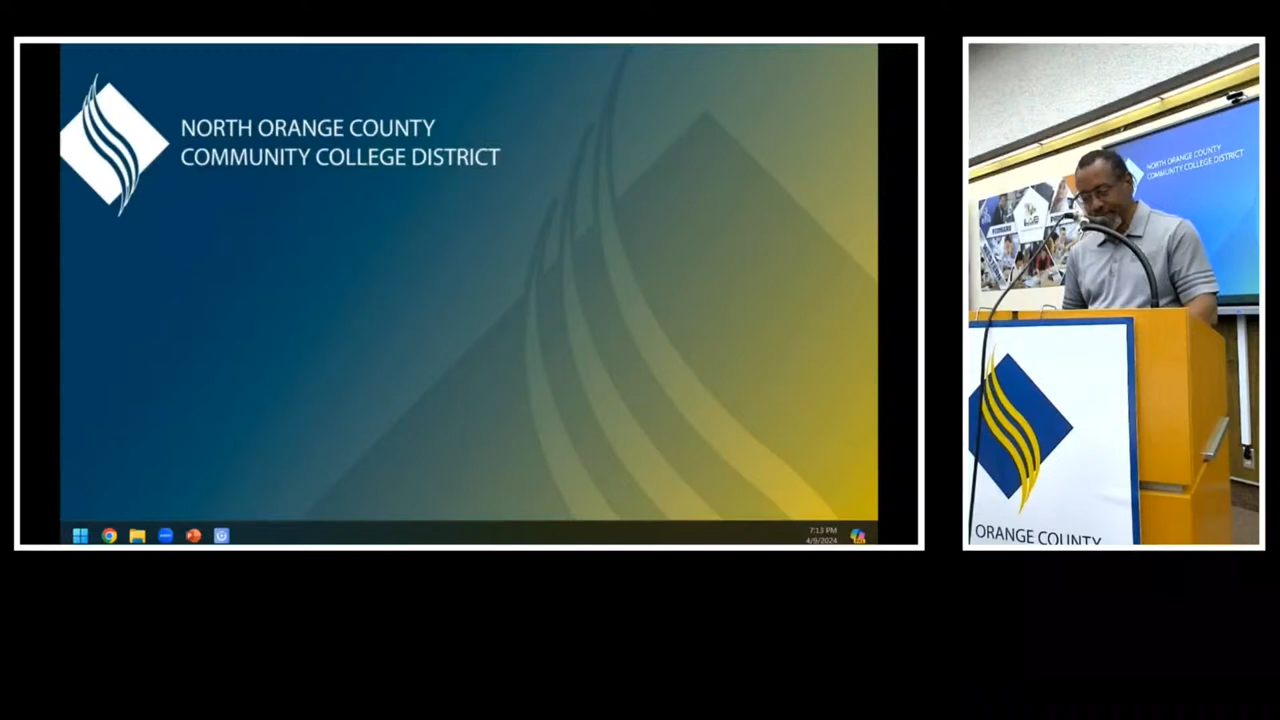 NORTH ORANGE COUNTY
COMMUNITY COLLEGE DISTRICT
7:13 PM
4/9/2024
NORTH ORANGE COUNTY
COMMUNITY COLLEGE DISTRICT
ORANGE COUNTY